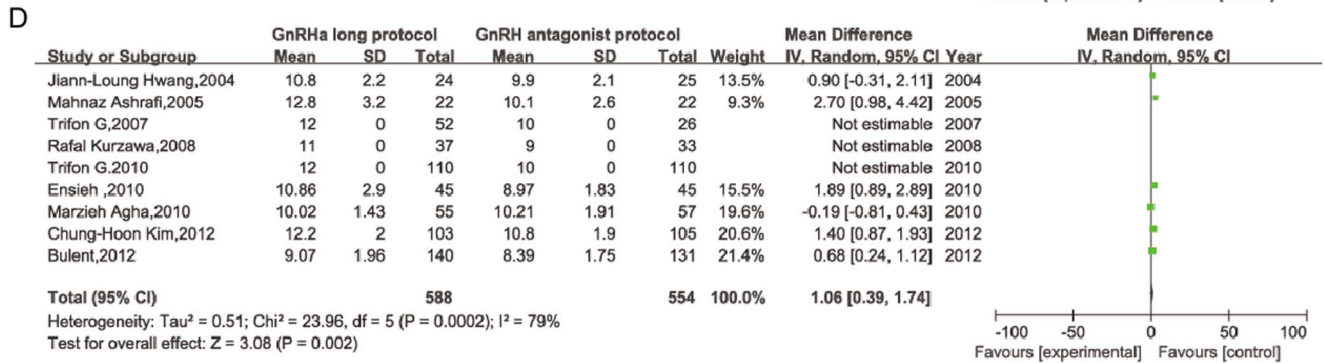 D
GnRHa long protocol GnRH antagonist protocol Mean Difference Mean Difference
Study or Subgroup Mean SD Total Mean SD Total Weight IV, Random, 95% CI Year IV, Random, 95% CI
Jiann-Loung Hwang,2004 10.8 2.2 24 9.9 2.1 25 13.5% 0.90 [-0.31, 2.11] 2004
Mahnaz Ashrafi,2005 12.8 3.2 22 10.1 2.6 22 9.3% 2.70 [0.98, 4.42] 2005
Trifon G,2007 12 0 52 10 0 26 Not estimable 2007
Rafal Kurzawa,2008 11 0 37 9 0 33 Not estimable 2008
Trifon G.2010 12 0 110 10 0 110 Not estimable 2010
Ensieh ,2010 10.86 2.9 45 8.97 1.83 45 15.5% 1.89 [0.89, 2.89] 2010
Marzieh Agha,2010 10.02 1.43 55 10.21 1.91 57 19.6% -0.19 [-0.81, 0.43] 2010
Chung-Hoon Kim,2012 12.2 2 103 10.8 1.9 105 20.6% 1.40 [0.87, 1.93] 2012
Bulent,2012 9.07 1.96 140 8.39 1.75 131 21.4% 0.68 [0.24, 1.12] 2012
Total (95% CI) 588 554 100.0% 1.06 [0.39, 1.74]
Heterogeneity: Tau² = 0.51; Chi² = 23.96, df = 5 (P = 0.0002); I² = 79%
Test for overall effect: Z = 3.08 (P = 0.002)
-100 -50 0 50 100
Favours [experimental] Favours [control]